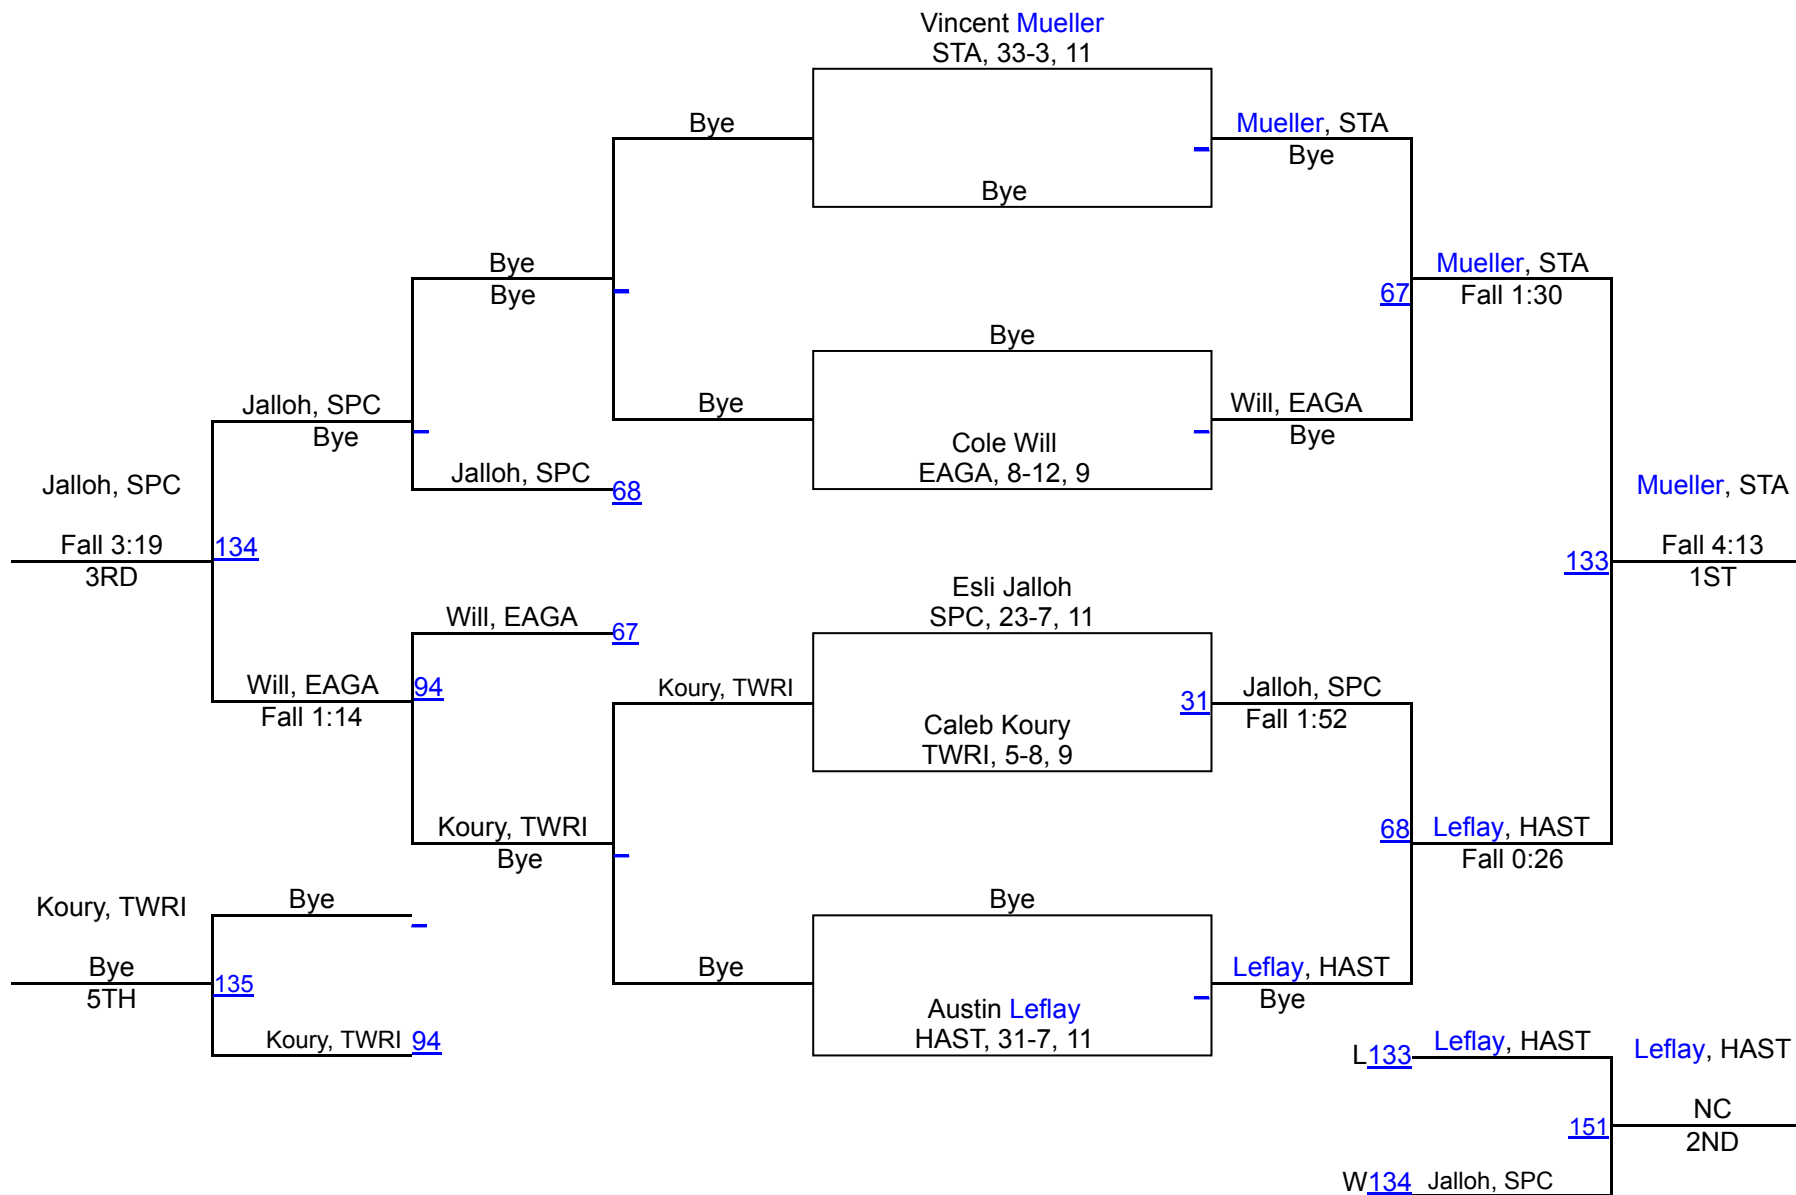 Vincent Mueller
STA, 33-3, 11
Bye
Mueller, STA
Bye
Bye
Bye
Bye
Mueller, STA
Fall 1:30
67
Bye
Jalloh, SPC
Bye
Bye
Will, EAGA
Bye
Cole Will
EAGA, 8-12, 9
Jalloh, SPC
68
Jalloh, SPC
Fall 3:19
3RD
134
Mueller, STA
Fall 4:13
1ST
133
Esli Jalloh
SPC, 23-7, 11
Will, EAGA
67
Will, EAGA
Fall 1:14
94
Koury, TWRI
31
Jalloh, SPC
Fall 1:52
Caleb Koury
TWRI, 5-8, 9
Koury, TWRI
Bye
68
Leflay, HAST
Fall 0:26
Koury, TWRI
Bye
5TH
Bye
135
Koury, TWRI
94
Bye
Bye
Leflay, HAST
Bye
Austin Leflay
HAST, 31-7, 11
L133
Leflay, HAST
Leflay, HAST
NC
2ND
151
W134
Jalloh, SPC